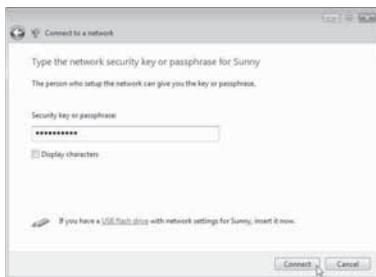 Connect to a network
Type the network security key or passphrase for Sunny
The person who setup the network can give you the key or passphrase.
Security key or passphrase:
••••••••••
Display characters
If you have a USB flash drive with network settings for Sunny, insert it now.
Connect Cancel